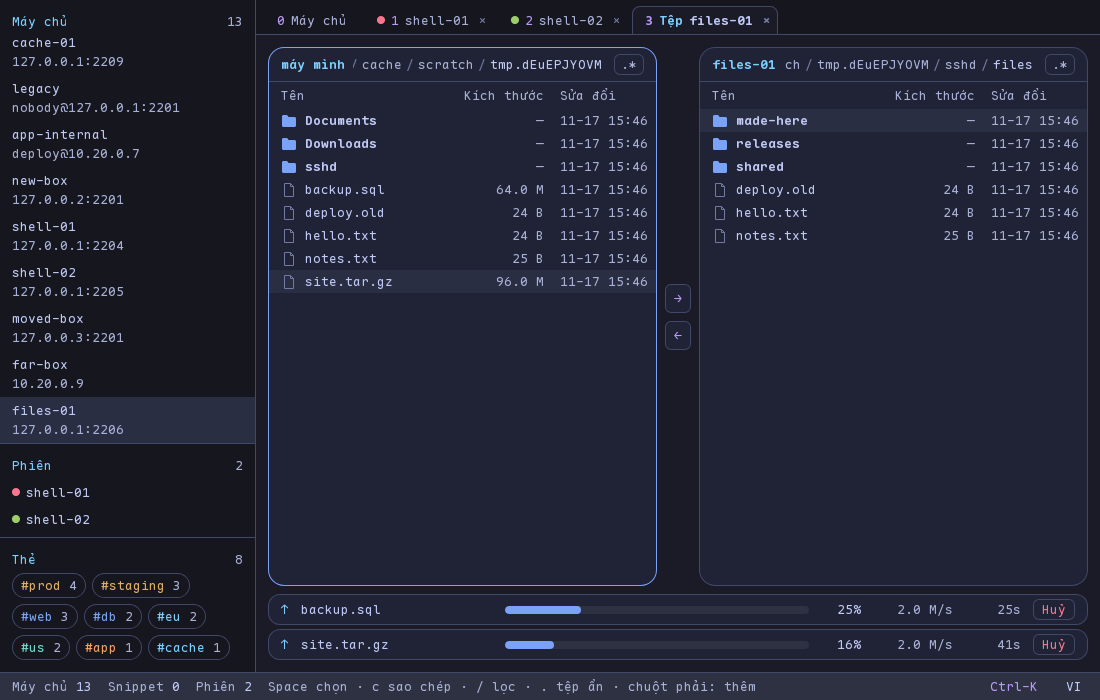 Máy chủ 13
cache-01
127.0.0.1:2209
legacy
nobody@127.0.0.1:2201
app-internal
deploy@10.20.0.7
new-box
127.0.0.2:2201
shell-01
127.0.0.1:2204
shell-02
127.0.0.1:2205
moved-box
127.0.0.3:2201
far-box
10.20.0.9
files-01
127.0.0.1:2206
Phiên 2
shell-01
shell-02
Thẻ 8
#prod 4 #staging 3
#web 3 #db 2 #eu 2
#us 2 #app 1 #cache 1
0 Máy chủ 1 shell-01 × 2 shell-02 × 3 Tệp files-01 ×
máy mình / cache / scratch / tmp.dEuEPJYOVM .*
Tên Kích thước Sửa đổi
Documents — 11-17 15:46
Downloads — 11-17 15:46
sshd — 11-17 15:46
backup.sql 64.0 M 11-17 15:46
deploy.old 24 B 11-17 15:46
hello.txt 24 B 11-17 15:46
notes.txt 25 B 11-17 15:46
site.tar.gz 96.0 M 11-17 15:46
→
←
files-01 ch / tmp.dEuEPJYOVM / sshd / files .*
Tên Kích thước Sửa đổi
made-here — 11-17 15:46
releases — 11-17 15:46
shared — 11-17 15:46
deploy.old 24 B 11-17 15:46
hello.txt 24 B 11-17 15:46
notes.txt 25 B 11-17 15:46
↑ backup.sql 25% 2.0 M/s 25s Huỷ
↑ site.tar.gz 16% 2.0 M/s 41s Huỷ
Máy chủ 13 Snippet 0 Phiên 2 Space chọn · c sao chép · / lọc · . tệp ẩn · chuột phải: thêm Ctrl-K VI